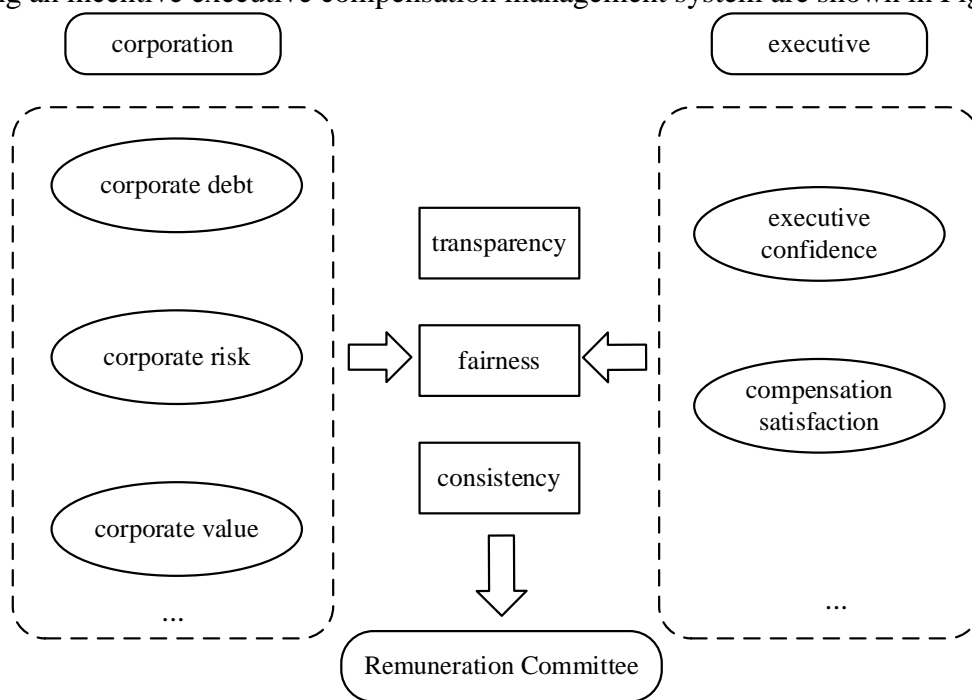 ng an incentive executive compensation management system are shown in Fig
corporation
executive
corporate debt
corporate risk
corporate value
...
transparency
fairness
consistency
executive
confidence
compensation
satisfaction
...
Remuneration Committee